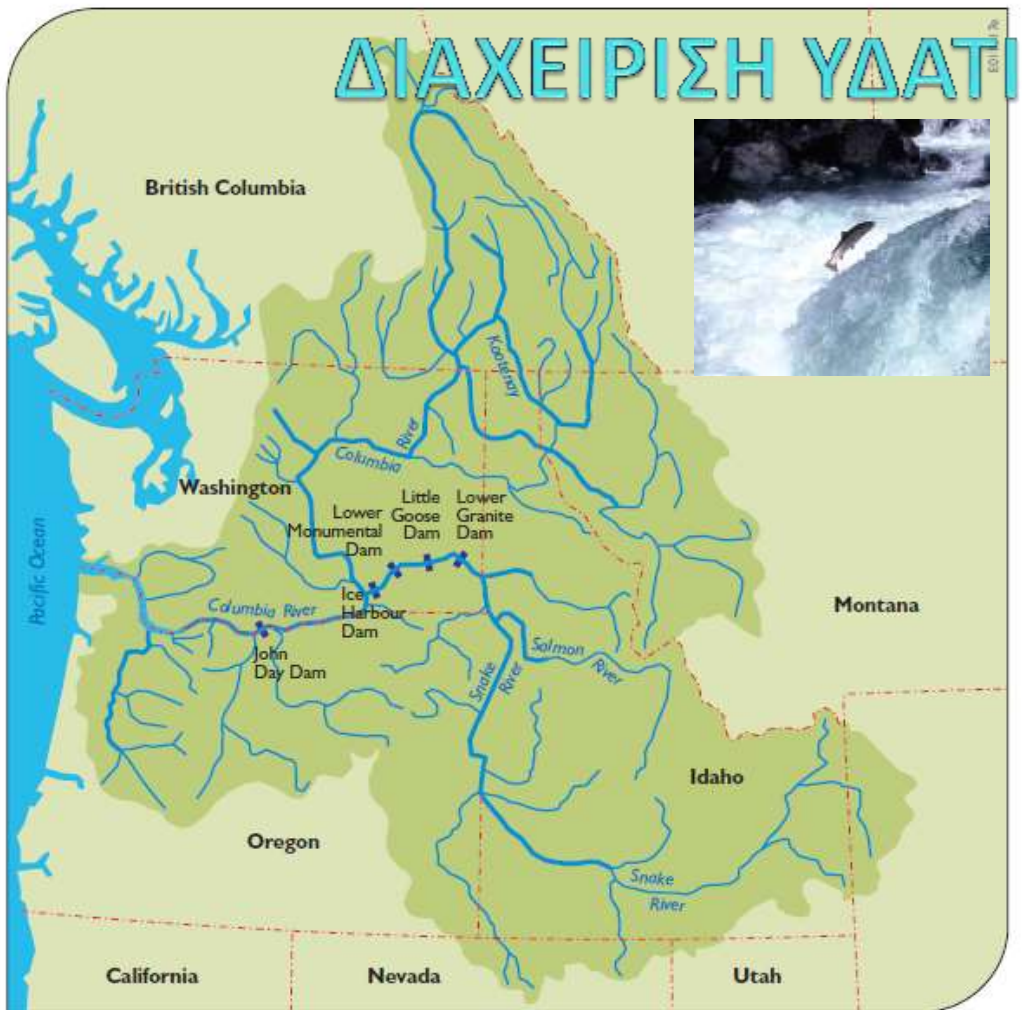 ΔΙΑΧΕΙΡΙΣΗ ΥΔΑΤΙ
British Columbia
Kootenay
Columbia
River
Washington
Lower
Monumental
Dam
Little
Goose
Dam
Lower
Granite
Dam
Pacific Ocean
Columbia River
Ice
Harbour
Dam
John
Day Dam
Snake
River
Salmon
River
Montana
Idaho
Oregon
Snake
River
California
Nevada
Utah